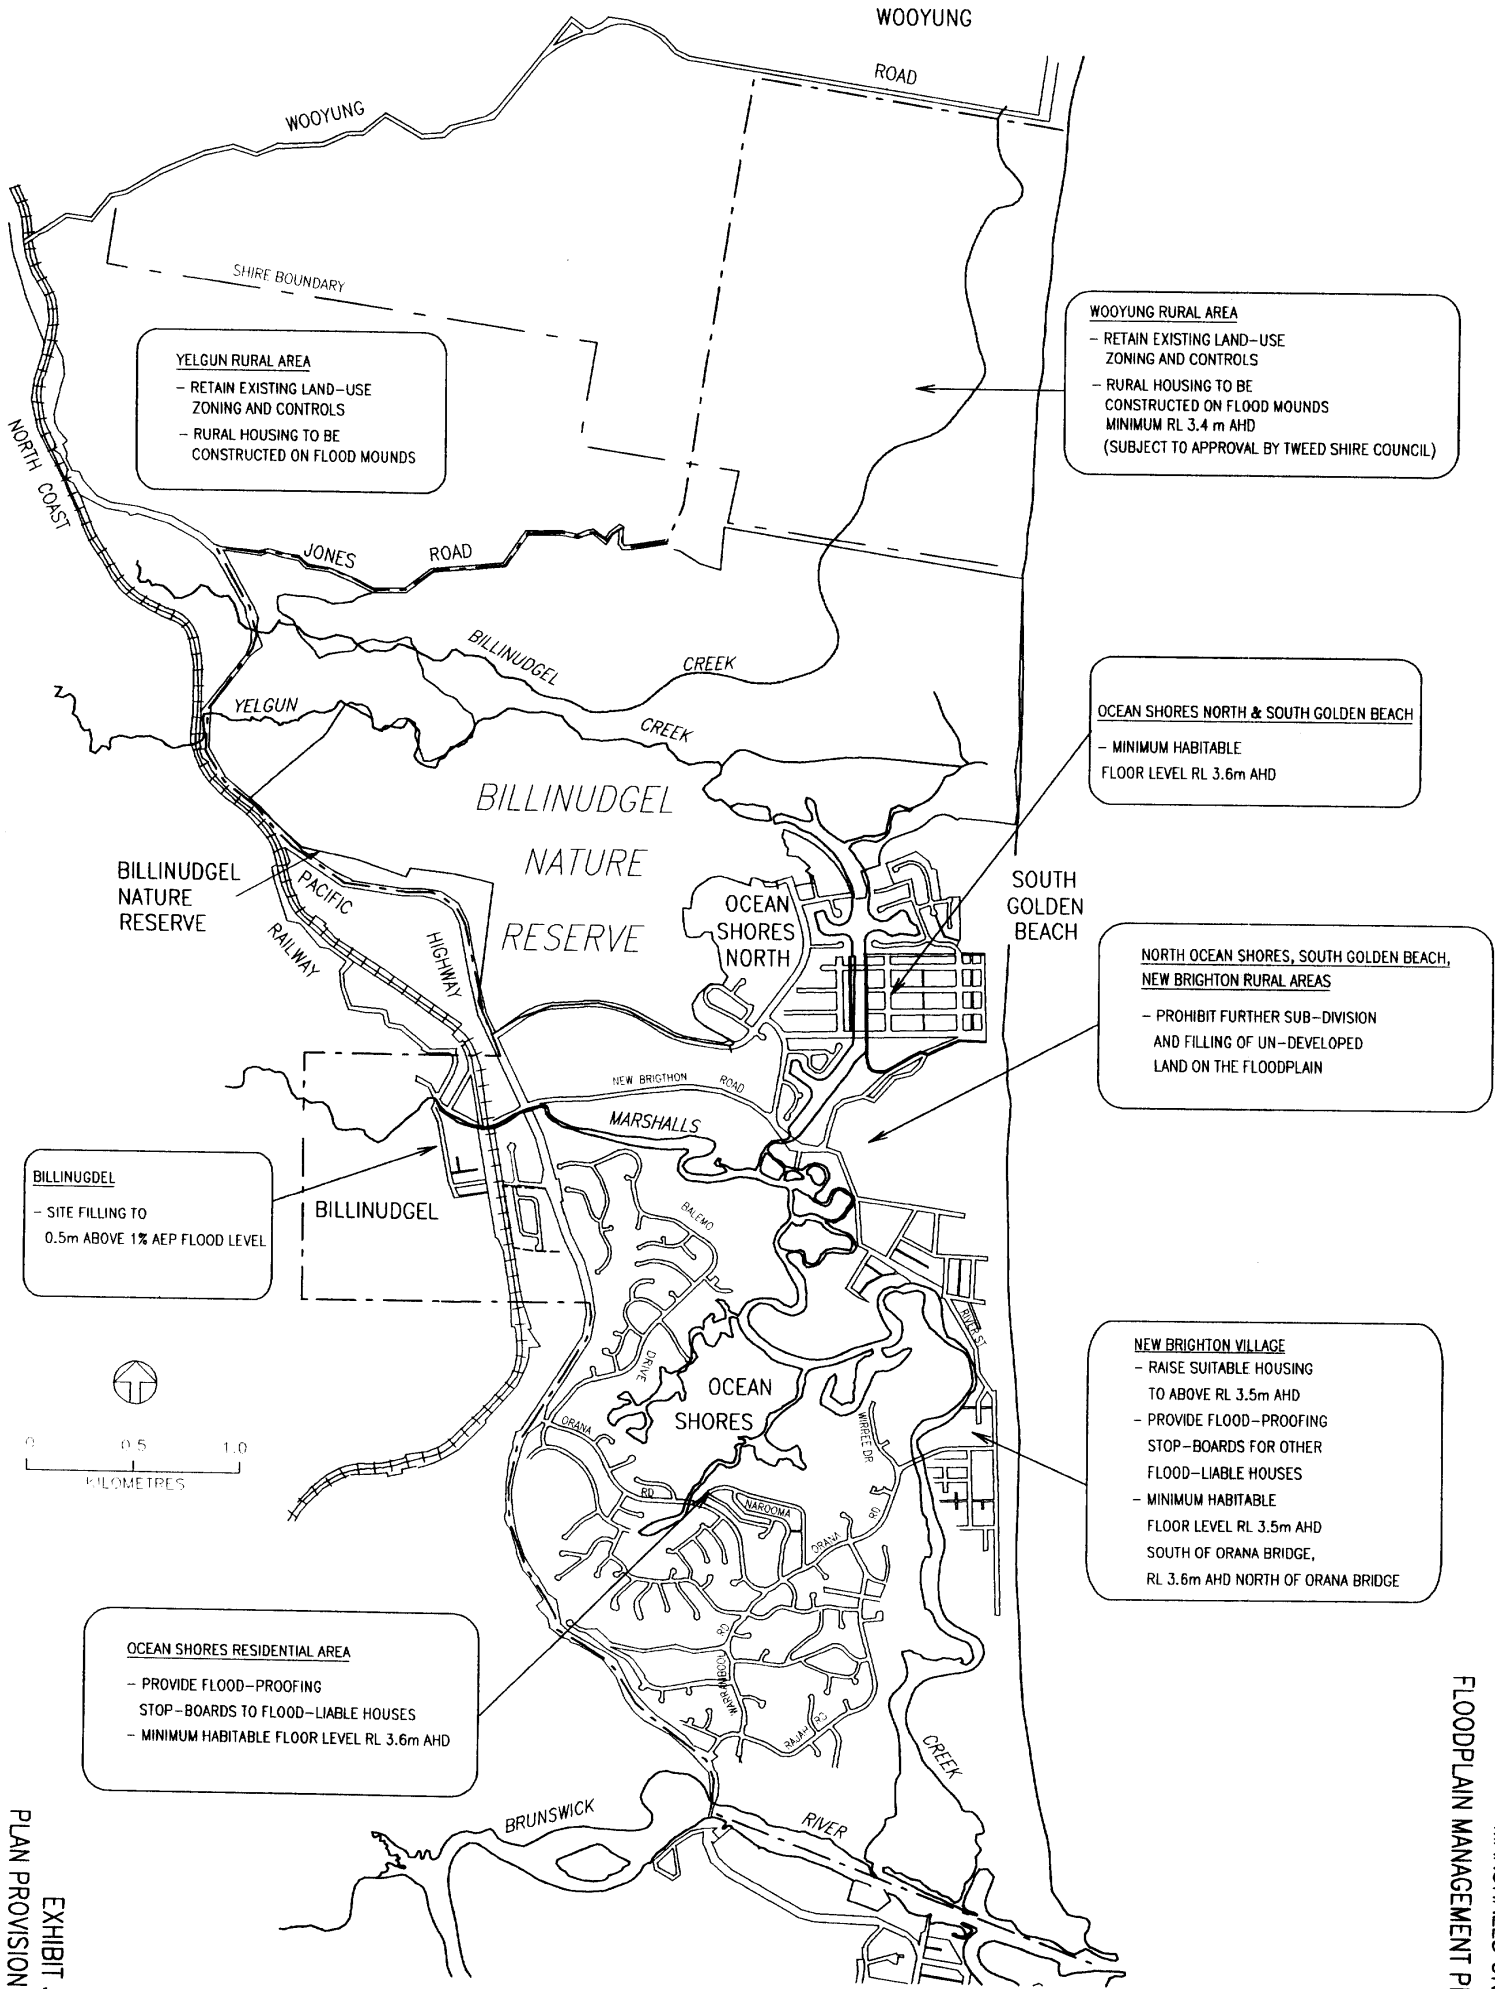 WOOYUNG
ROAD
WOOYUNG
SHIRE BOUNDARY
WOOYUNG RURAL AREA
- RETAIN EXISTING LAND-USE
ZONING AND CONTROLS
- RURAL HOUSING TO BE
CONSTRUCTED ON FLOOD MOUNDS
MINIMUM RL 3.4 m AHD
(SUBJECT TO APPROVAL BY TWEED SHIRE COUNCIL)
YELGUN RURAL AREA
- RETAIN EXISTING LAND-USE
ZONING AND CONTROLS
- RURAL HOUSING TO BE
CONSTRUCTED ON FLOOD MOUNDS
NORTH COAST
JONES ROAD
BILLINUDGEL CREEK
YELGUN CREEK
OCEAN SHORES NORTH & SOUTH GOLDEN BEACH
- MINIMUM HABITABLE
FLOOR LEVEL RL 3.6m AHD
BILLINUDGEL
NATURE
RESERVE
BILLINUDGEL
NATURE
RESERVE
PACIFIC
HIGHWAY
RAILWAY
OCEAN
SHORES
NORTH
SOUTH
GOLDEN
BEACH
NORTH OCEAN SHORES, SOUTH GOLDEN BEACH,
NEW BRIGHTON RURAL AREAS
- PROHIBIT FURTHER SUB-DIVISION
AND FILLING OF UN-DEVELOPED
LAND ON THE FLOODPLAIN
NEW BRIGTHON ROAD
MARSHALLS
BILLINUGDEL
- SITE FILLING TO
0.5m ABOVE 1% AEP FLOOD LEVEL
BILLINUDGEL
BALEMO
DRIVE
RIVER ST
NEW BRIGHTON VILLAGE
- RAISE SUITABLE HOUSING
TO ABOVE RL 3.5m AHD
- PROVIDE FLOOD-PROOFING
STOP-BOARDS FOR OTHER
FLOOD-LIABLE HOUSES
- MINIMUM HABITABLE
FLOOR LEVEL RL 3.5m AHD
SOUTH OF ORANA BRIDGE,
RL 3.6m AHD NORTH OF ORANA BRIDGE
OCEAN
SHORES
ORANA
RD
WIRREE DR
NAROOMA
ORANA
RD
0 0.5 1.0
KILOMETRES
OCEAN SHORES RESIDENTIAL AREA
- PROVIDE FLOOD-PROOFING
STOP-BOARDS TO FLOOD-LIABLE HOUSES
- MINIMUM HABITABLE FLOOR LEVEL RL 3.6m AHD
WARRAMBOOL
RD
RAJAH RD
CREEK
BRUNSWICK
RIVER
FLOODPLAIN MANAGEMENT
EXHIBIT
PLAN PROVISION